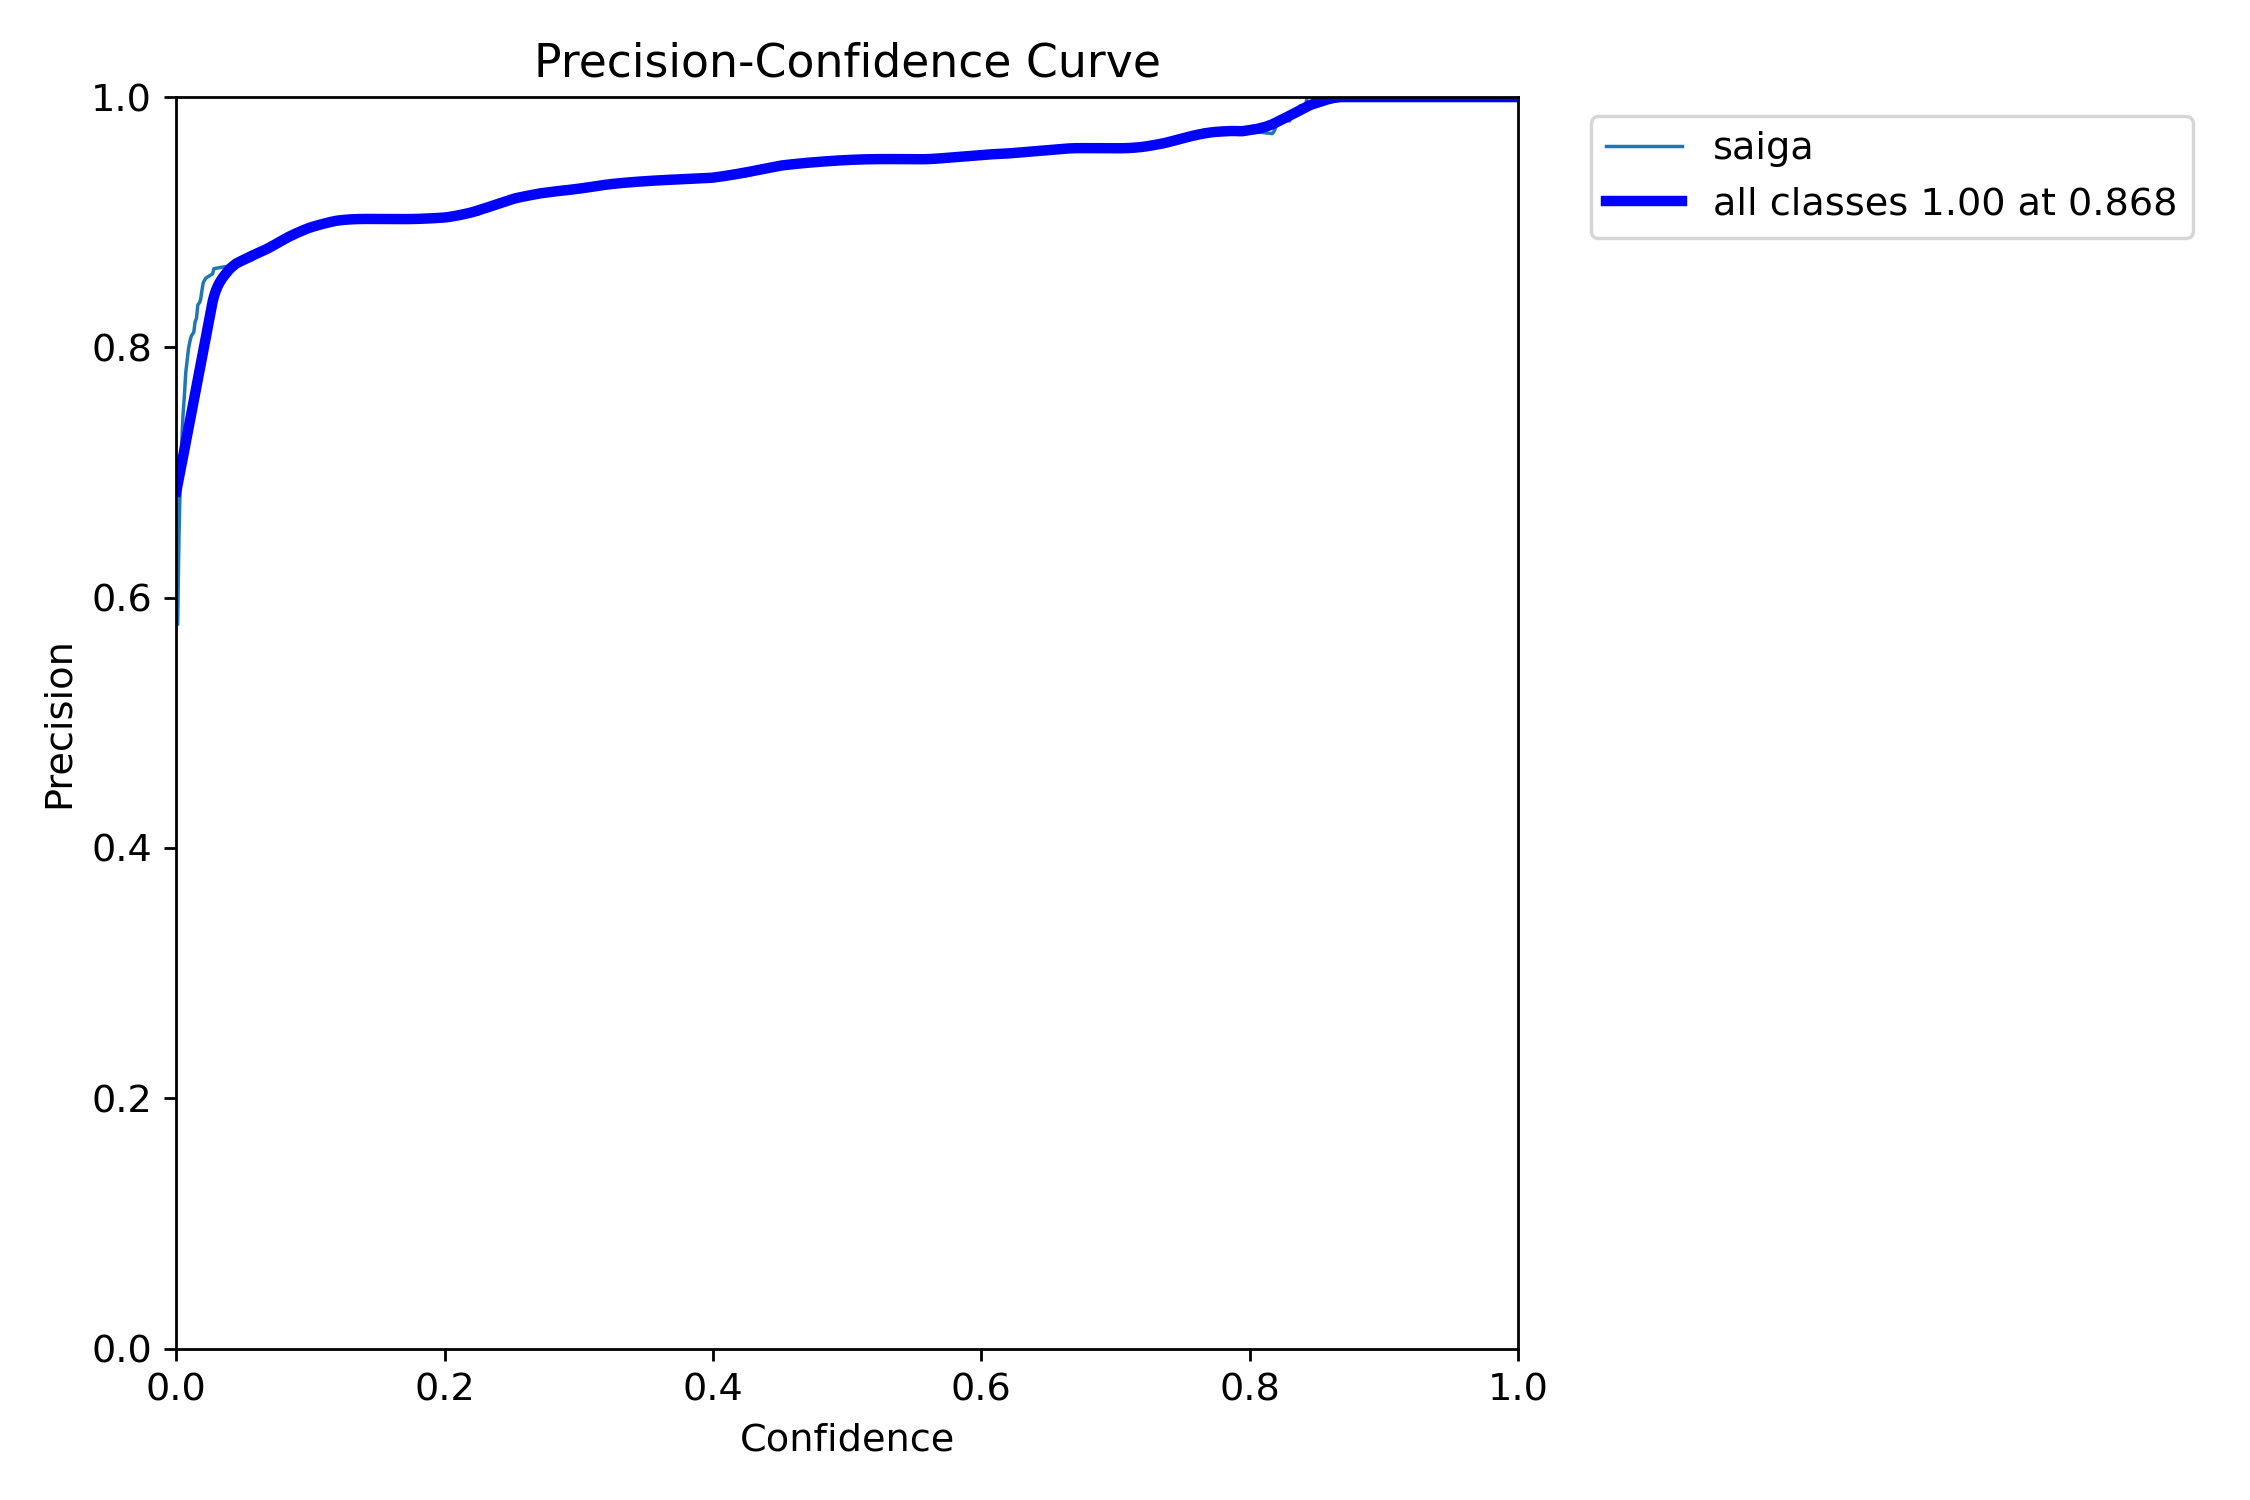 Precision-Confidence Curve
saiga
all classes 1.00 at 0.868
1.0
0.8
0.6
0.4
0.2
0.0
Precision
0.0 0.2 0.4 0.6 0.8 1.0
Confidence